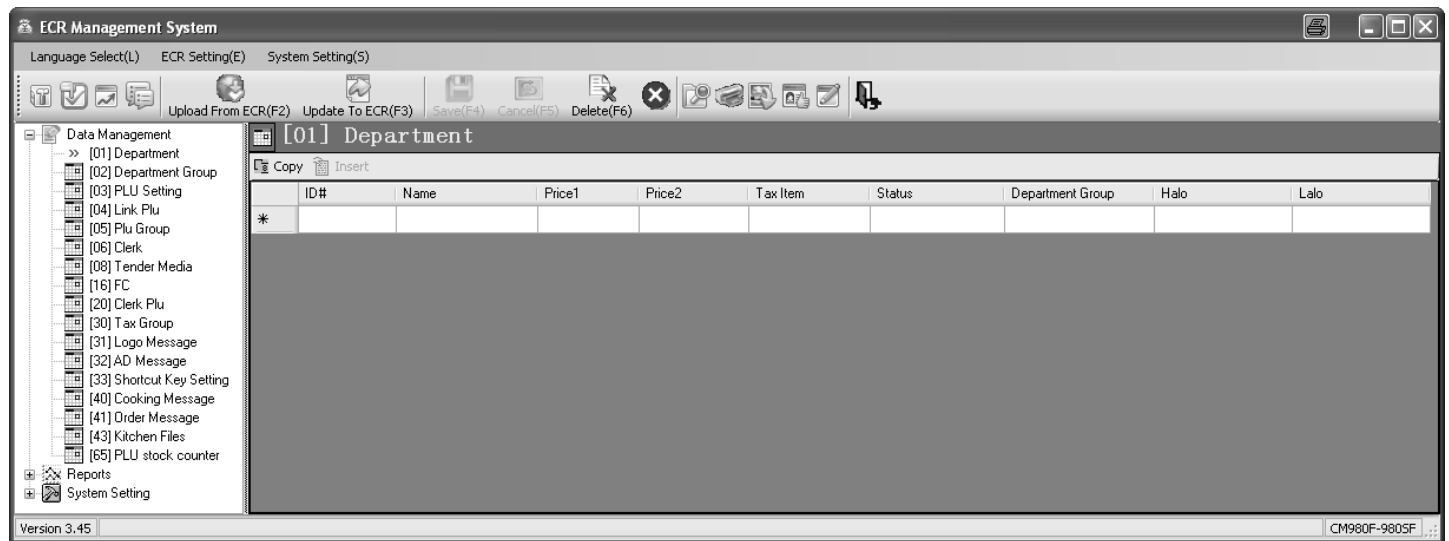 ECR Management System
Language Select(L) ECR Setting(E) System Setting(S)
Upload From ECR(F2) Update To ECR(F3) Save(F4) Cancel(F5) Delete(F6)
Data Management
[01] Department
[02] Department Group
[03] PLU Setting
[04] Link Plu
[05] Plu Group
[06] Clerk
[08] Tender Media
[16] FC
[20] Clerk Plu
[30] Tax Group
[31] Logo Message
[32] AD Message
[33] Shortcut Key Setting
[40] Cooking Message
[41] Order Message
[43] Kitchen Files
[65] PLU stock counter
Reports
System Setting
[01] Department
Copy Insert
ID# Name Price1 Price2 Tax Item Status Department Group Halo Lalo
Version 3.45 CM980F-980SF